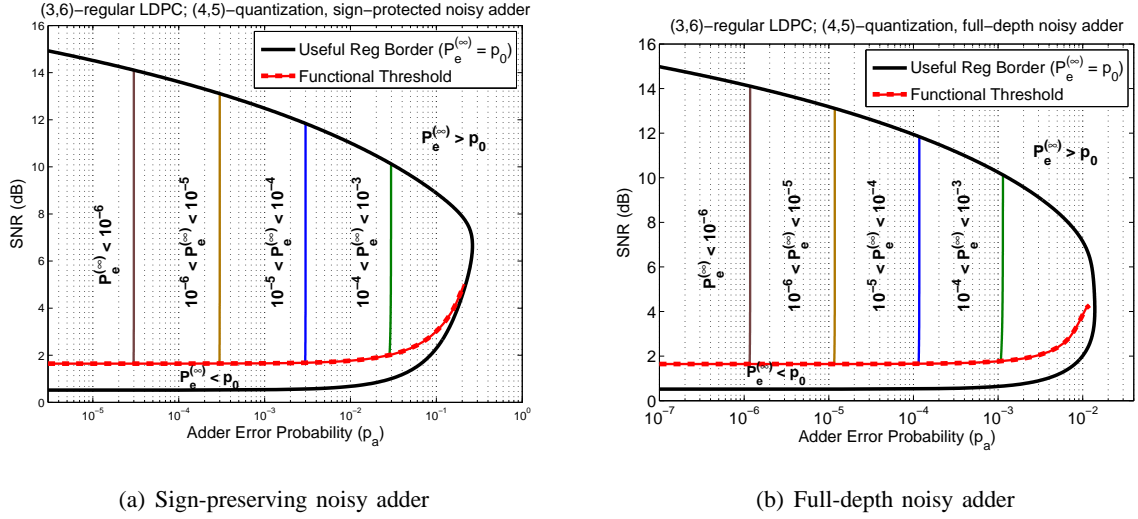 (3,6)−regular LDPC; (4,5)−quantization, sign−protected noisy adder
16
14
12
10
8
6
4
2
0
SNR (dB)
Useful Reg Border (P_e^(∞) = p_0)
Functional Threshold
P_e^(∞) > p_0
P_e^(∞) < 10^−6
10^−6 < P_e^(∞) < 10^−5
10^−5 < P_e^(∞) < 10^−4
10^−4 < P_e^(∞) < 10^−3
P_e^(∞) < p_0
10^−5 10^−4 10^−3 10^−2 10^−1 10^0
Adder Error Probability (p_a)
(a) Sign-preserving noisy adder
(3,6)−regular LDPC; (4,5)−quantization, full−depth noisy adder
16
14
12
10
8
6
4
2
0
SNR (dB)
Useful Reg Border (P_e^(∞) = p_0)
Functional Threshold
P_e^(∞) > p_0
P_e^(∞) < 10^−6
10^−6 < P_e^(∞) < 10^−5
10^−5 < P_e^(∞) < 10^−4
10^−4 < P_e^(∞) < 10^−3
P_e^(∞) < p_0
10^−7 10^−6 10^−5 10^−4 10^−3 10^−2
Adder Error Probability (p_a)
(b) Full-depth noisy adder